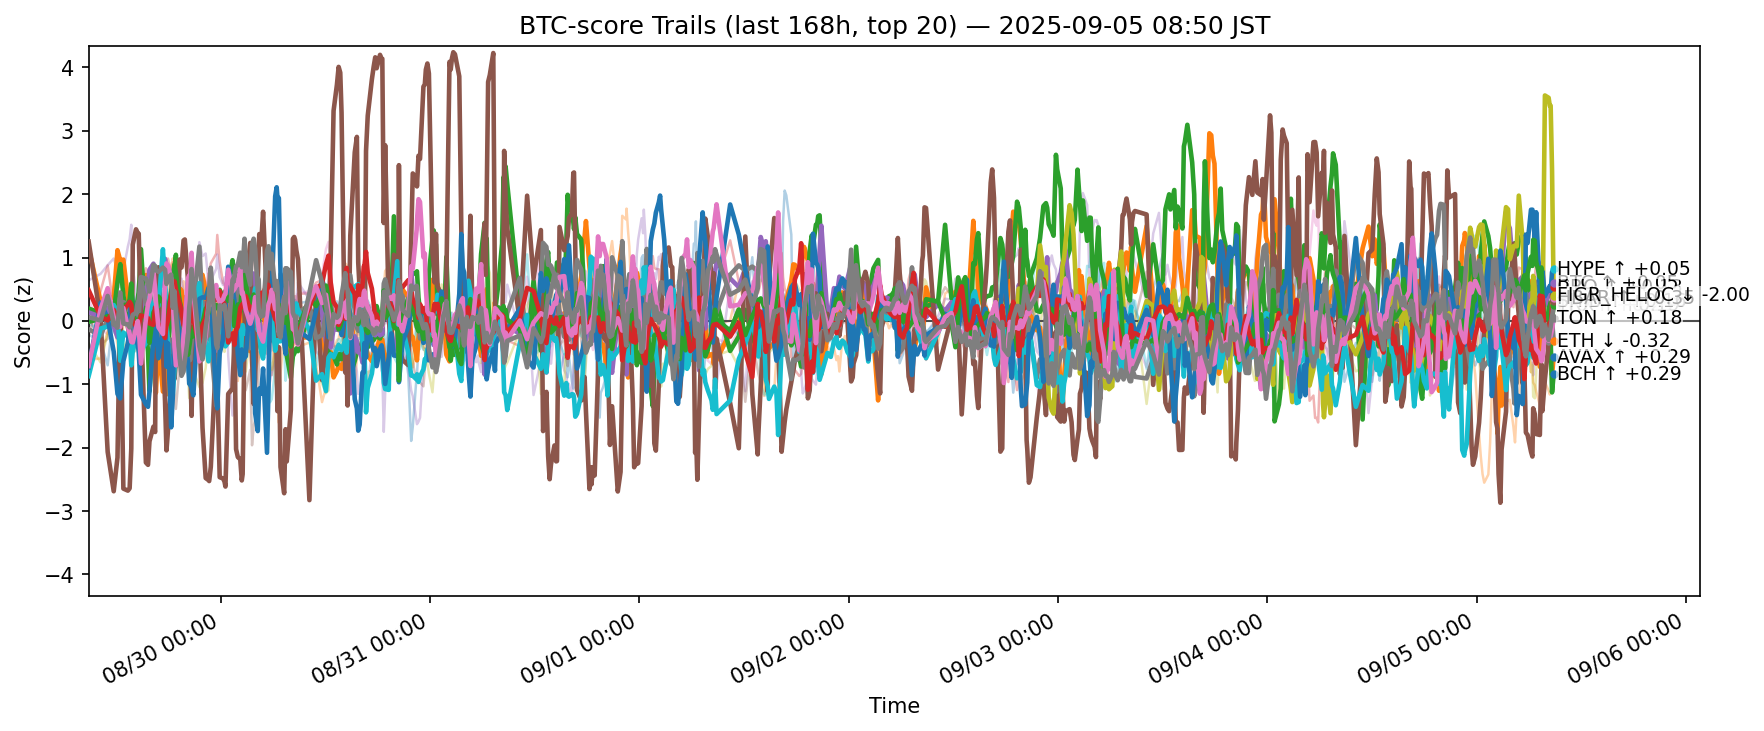 BTC-score Trails (last 168h, top 20) — 2025-09-05 08:50 JST
Score (z)
4
3
2
1
0
−1
−2
−3
−4
HYPE ↑ +0.05
FIGR_HELOC ↓ -2.00
TON ↑ +0.18
ETH ↓ -0.32
AVAX ↑ +0.29
BCH ↑ +0.29
08/30 00:00
08/31 00:00
09/01 00:00
09/02 00:00
09/03 00:00
09/04 00:00
09/05 00:00
09/06 00:00
Time